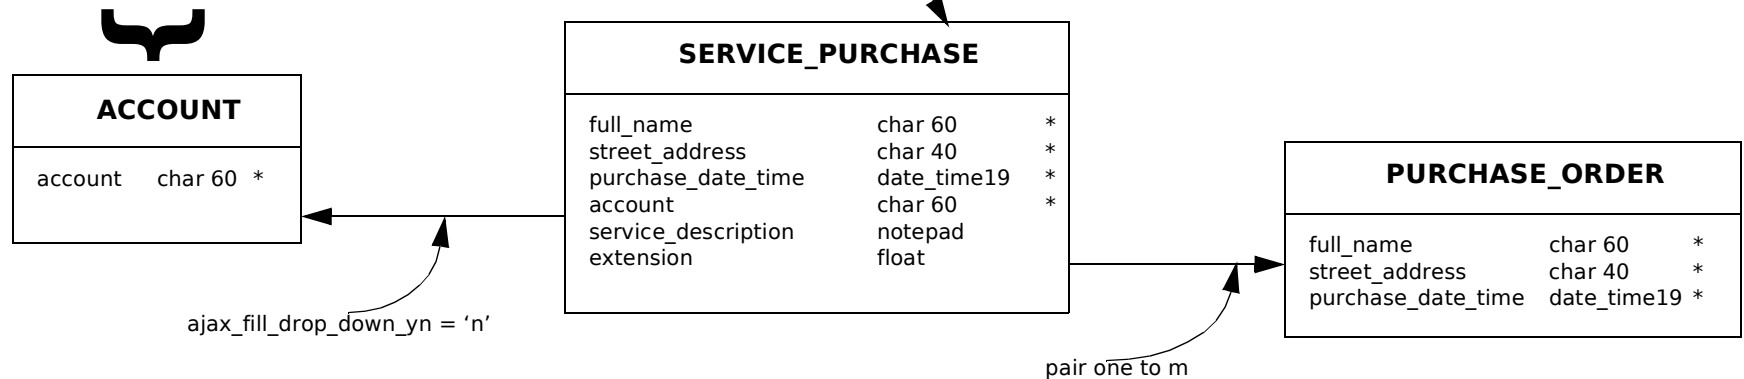 ACCOUNT
account char 60 *
SERVICE_PURCHASE
full_name char 60 *
street_address char 40 *
purchase_date_time date_time19 *
account char 60 *
service_description notepad
extension float
PURCHASE_ORDER
full_name char 60 *
street_address char 40 *
purchase_date_time date_time19 *
ajax_fill_drop_down_yn = ‘n’
pair one to m